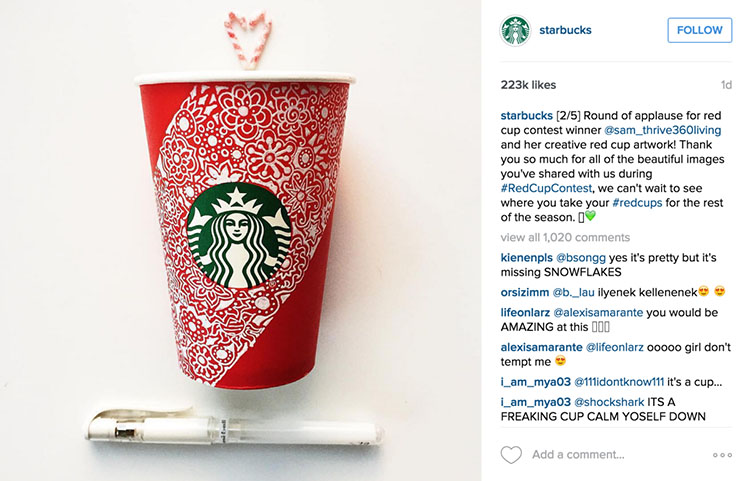 starbucks
FOLLOW
223k likes
1d
starbucks [2/5] Round of applause for red
cup contest winner @sam_thrive360living
and her creative red cup artwork! Thank
you so much for all of the beautiful images
you've shared with us during
#RedCupContest, we can't wait to see
where you take your #redcups for the rest
of the season. 💚
view all 1,020 comments
kienenpls @bsongg yes it's pretty but it's
missing SNOWFLAKES
orsizimm @b._lau ilyenek kellenenek😍 😍
lifeonlarz @alexisamarante you would be
AMAZING at this
alexisamarante @lifeonlarz ooooo girl don't
tempt me 😍
i_am_mya03 @111idontknow111 it's a cup...
i_am_mya03 @shockshark ITS A
FREAKING CUP CALM YOSELF DOWN
Add a comment...